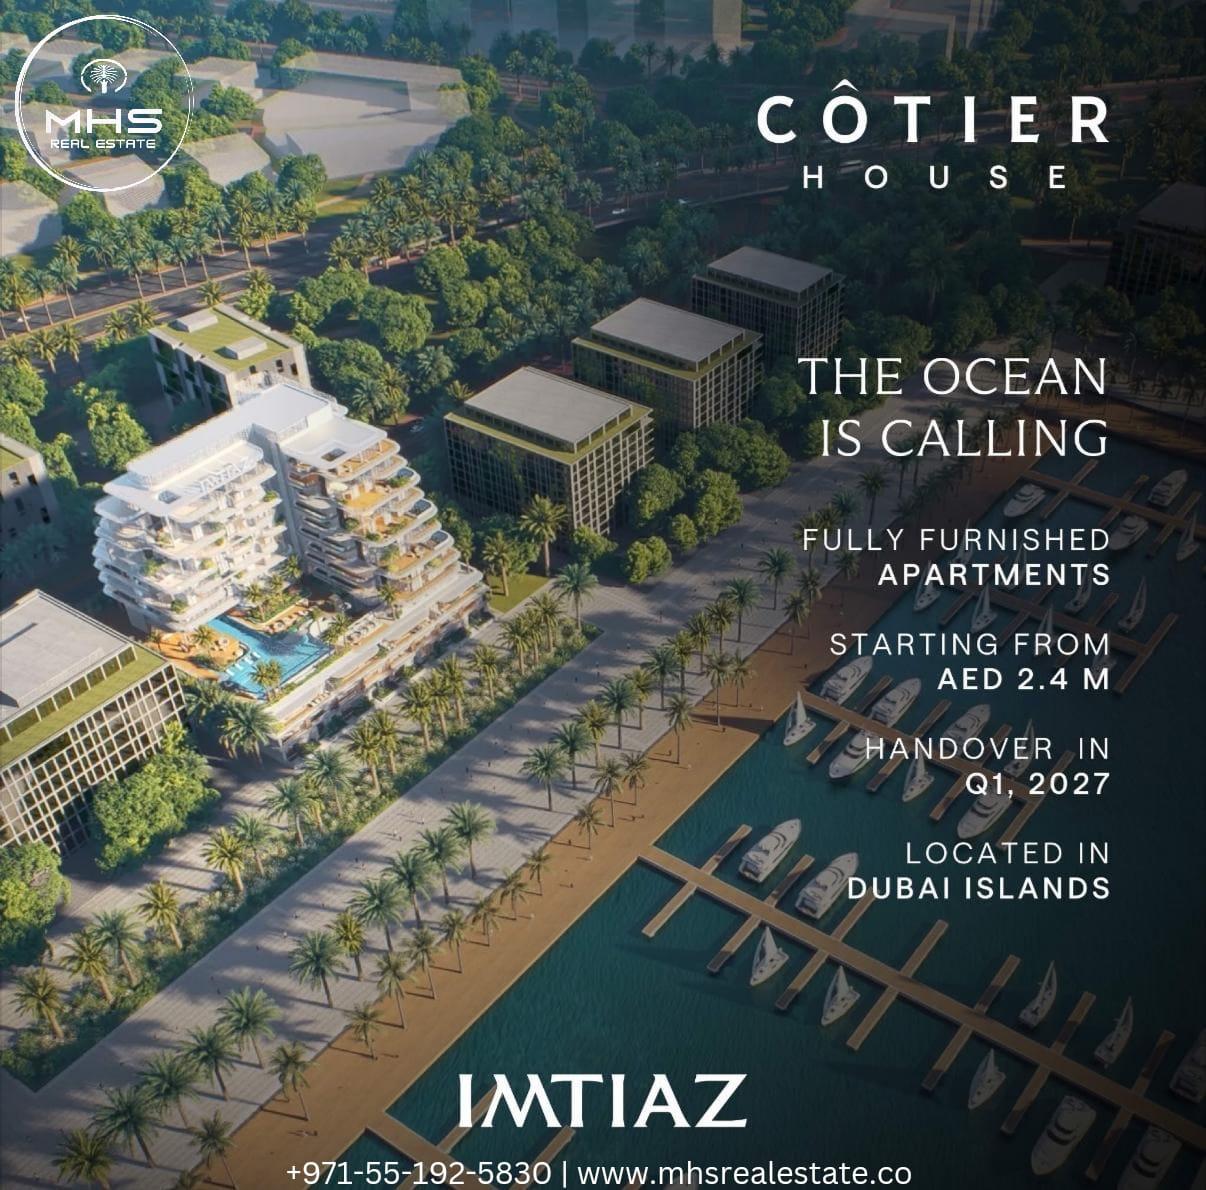 MHS
REAL ESTATE
CÔTIER
HOUSE
THE OCEAN
IS CALLING
FULLY FURNISHED
APARTMENTS
STARTING FROM
AED 2.4 M
HANDOVER IN
Q1, 2027
LOCATED IN
DUBAI ISLANDS
IMTIAZ
IMTIAZ
+971-55-192-5830 | www.mhsrealestate.co